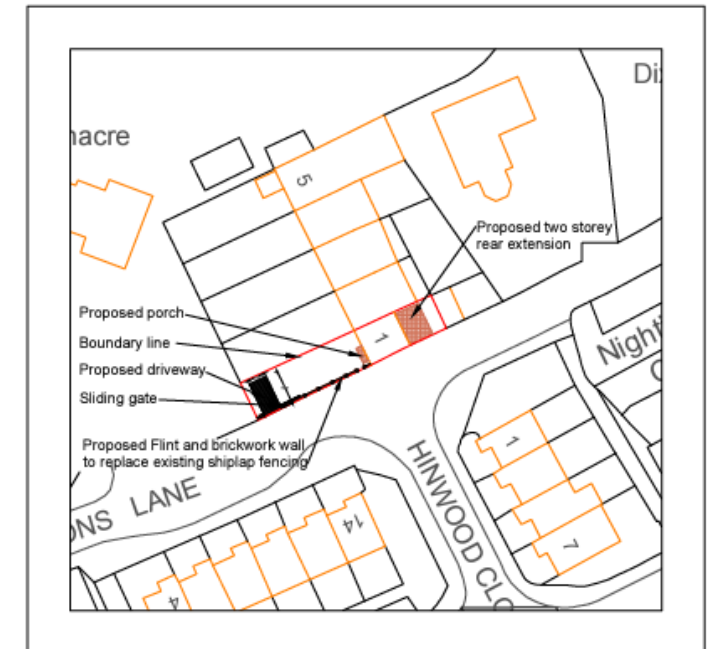 Di
nacre
5
Proposed two storey
rear extension
Proposed porch
Boundary line
Proposed driveway
Sliding gate
1
Proposed Flint and brickwork wall
to replace existing shiplap fencing
ONS LANE
HINWOOD CLO
Night
C
1
7
14
4